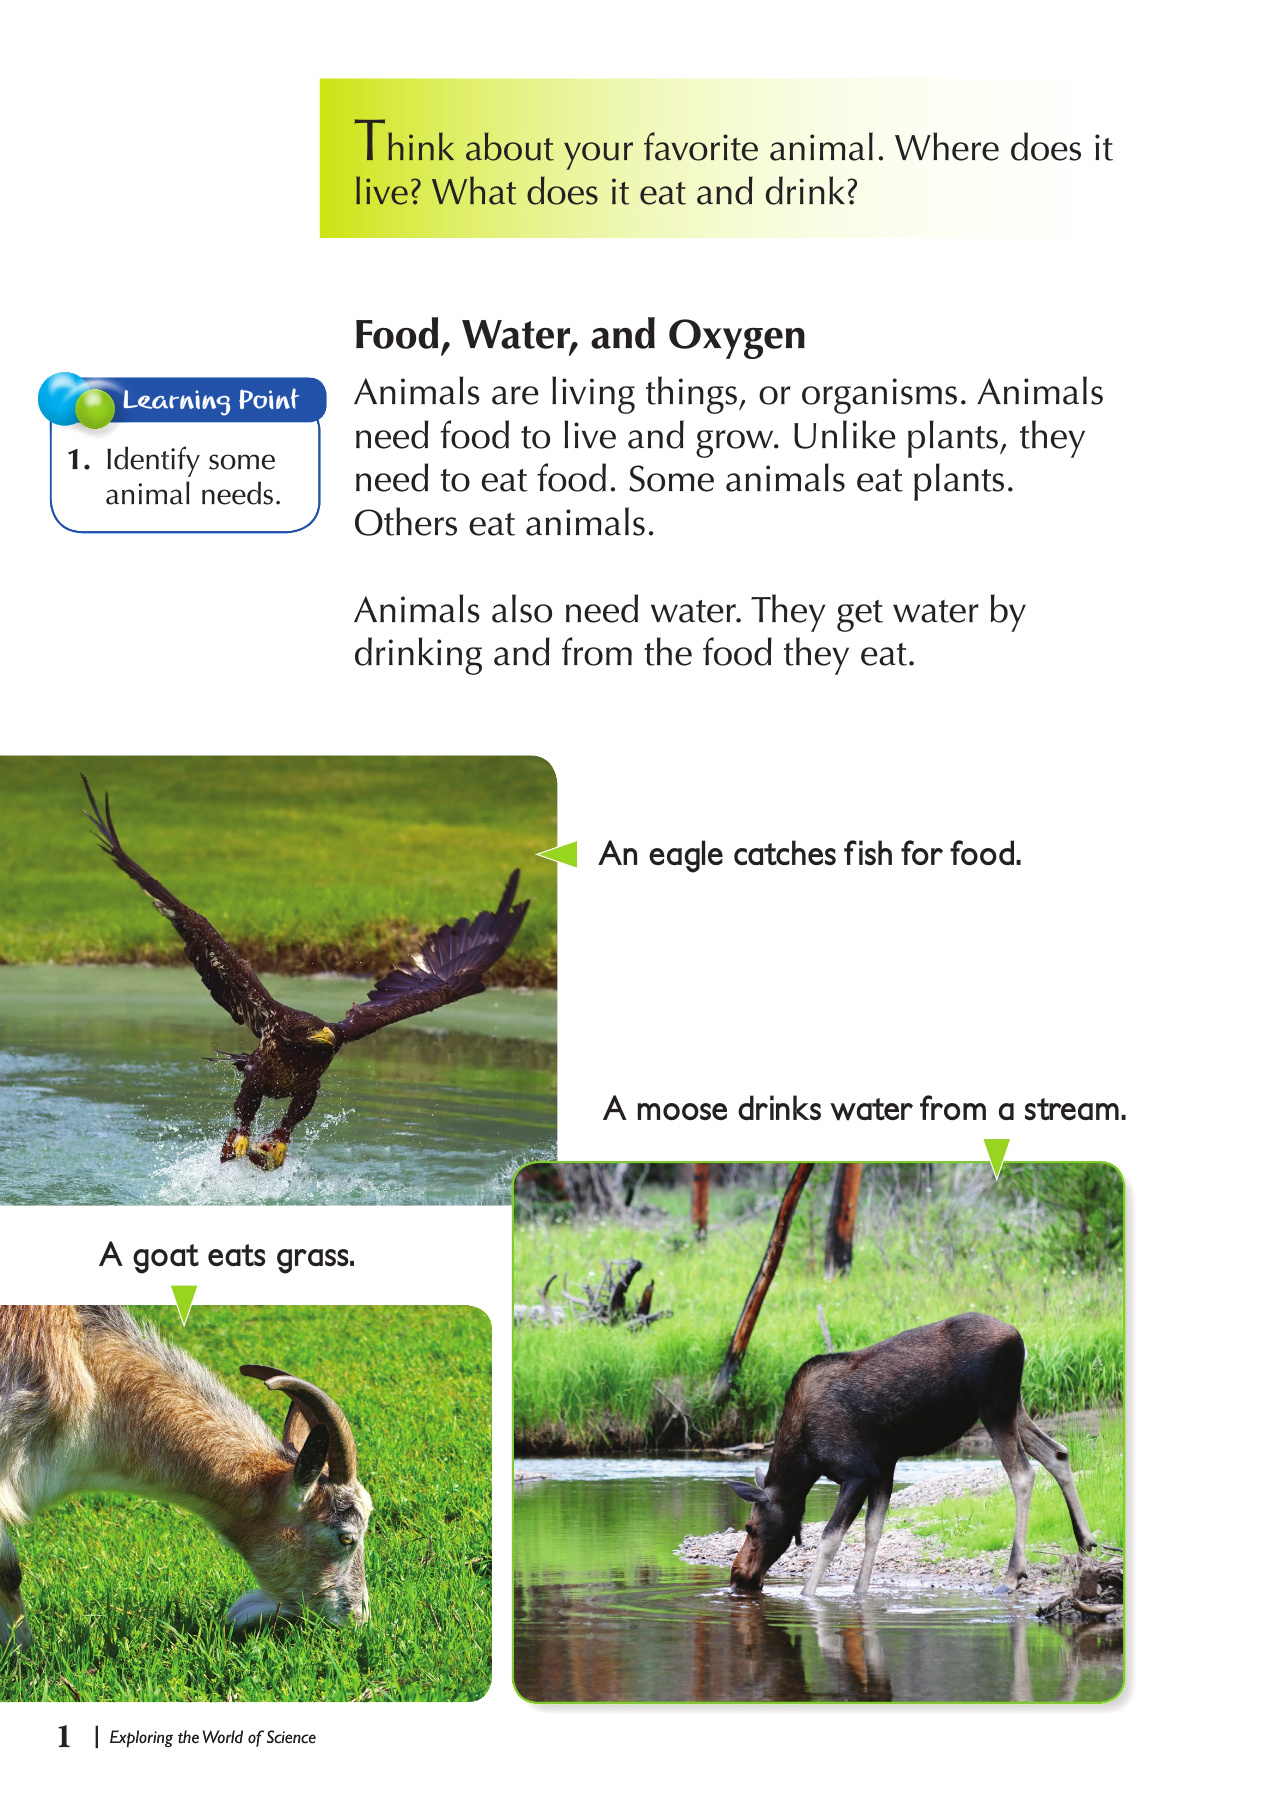 Think about your favorite animal. Where does it
live? What does it eat and drink?
Food, Water, and Oxygen
Learning Point
1. Identify some
animal needs.
Animals are living things, or organisms. Animals
need food to live and grow. Unlike plants, they
need to eat food. Some animals eat plants.
Others eat animals.
Animals also need water. They get water by
drinking and from the food they eat.
An eagle catches fish for food.
A moose drinks water from a stream.
A goat eats grass.
1 | Exploring the World of Science